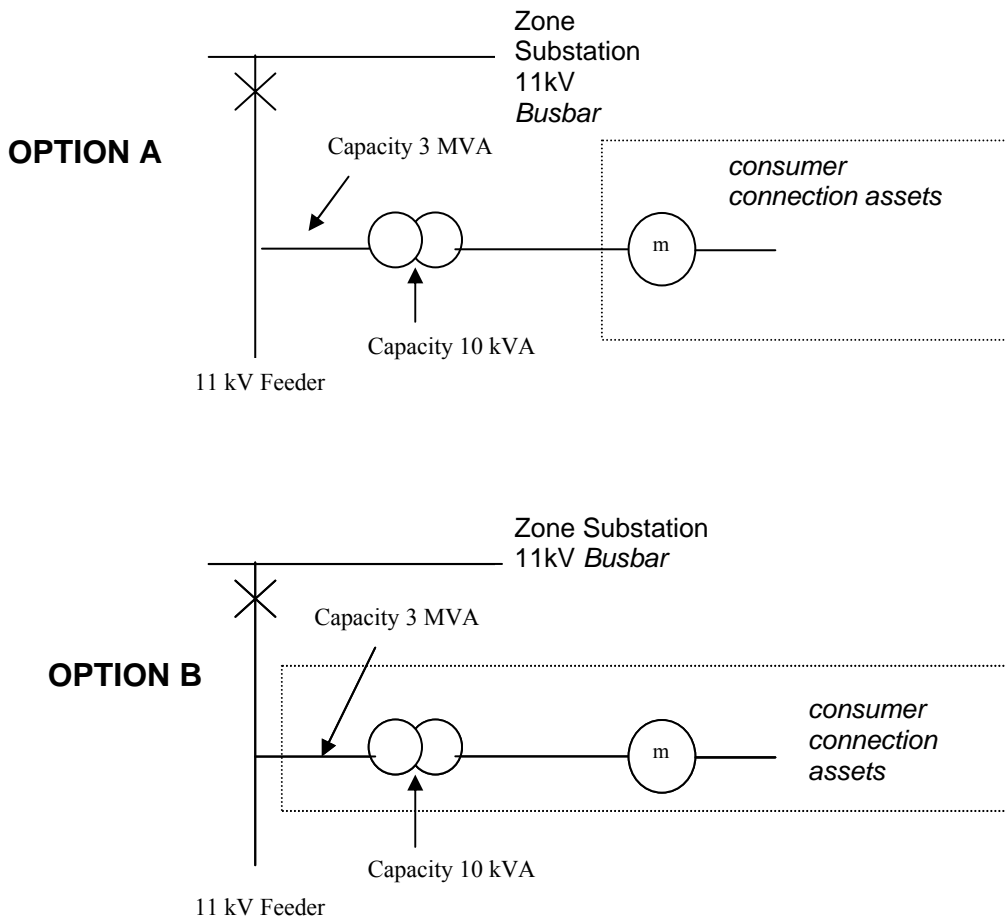 Zone
Substation
11kV
Busbar
OPTION A
Capacity 3 MVA
consumer
connection assets
m
Capacity 10 kVA
11 kV Feeder
Zone Substation
11kV Busbar
Capacity 3 MVA
OPTION B
consumer
connection
assets
m
Capacity 10 kVA
11 kV Feeder